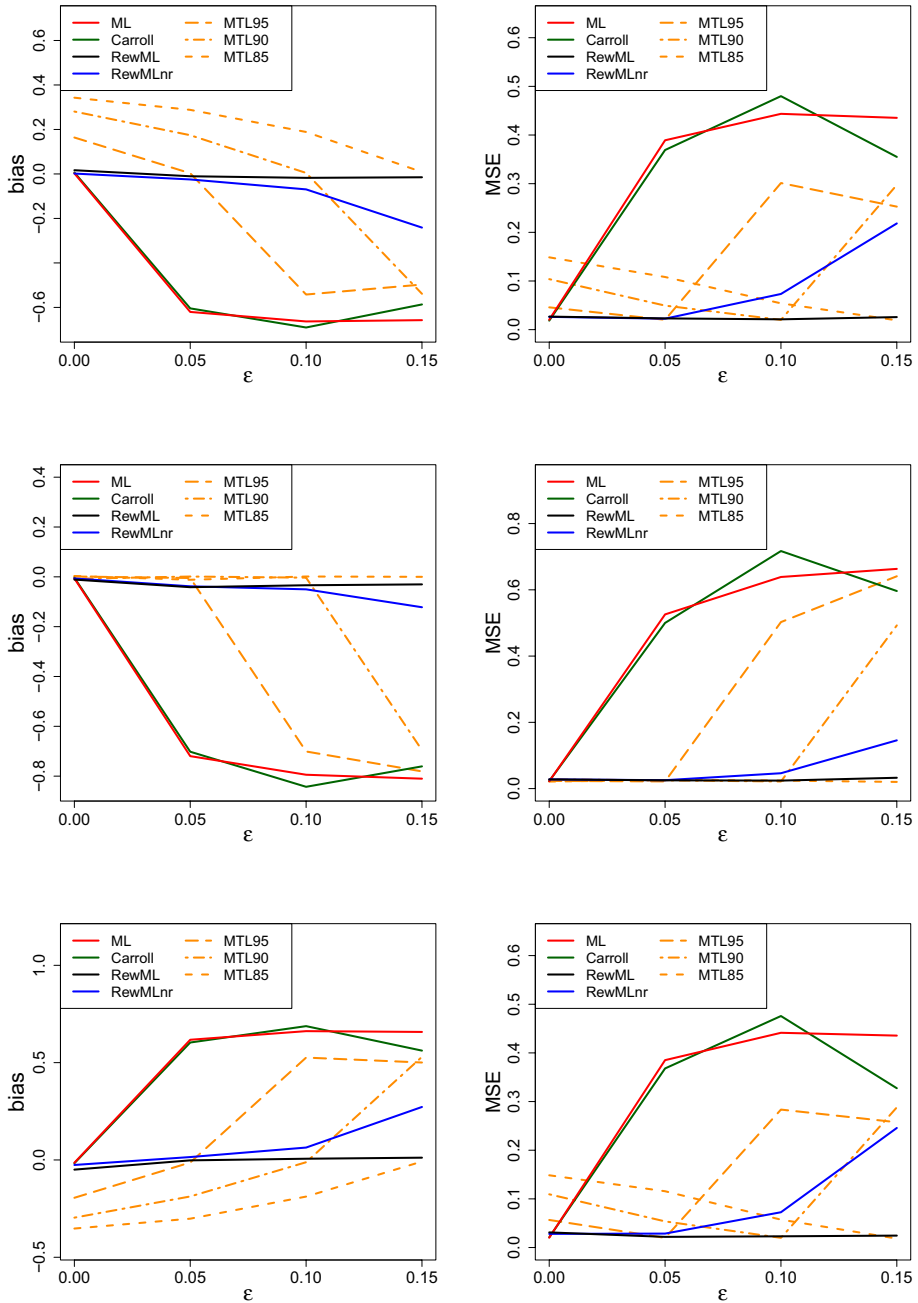 ML
Carroll
RewML
RewMLnr
MTL95
MTL90
MTL85
bias
0.6
0.4
0.2
0.0
−0.2
−0.6
0.00
0.05
0.10
0.15
ε
ML
Carroll
RewML
RewMLnr
MTL95
MTL90
MTL85
MSE
0.6
0.5
0.4
0.3
0.2
0.1
0.0
0.00
0.05
0.10
0.15
ε
ML
Carroll
RewML
RewMLnr
MTL95
MTL90
MTL85
bias
0.4
0.2
0.0
−0.2
−0.4
−0.6
−0.8
0.00
0.05
0.10
0.15
ε
ML
Carroll
RewML
RewMLnr
MTL95
MTL90
MTL85
MSE
0.8
0.6
0.4
0.2
0.0
0.00
0.05
0.10
0.15
ε
ML
Carroll
RewML
RewMLnr
MTL95
MTL90
MTL85
bias
1.0
0.5
0.0
−0.5
0.00
0.05
0.10
0.15
ε
ML
Carroll
RewML
RewMLnr
MTL95
MTL90
MTL85
MSE
0.6
0.5
0.4
0.3
0.2
0.1
0.0
0.00
0.05
0.10
0.15
ε